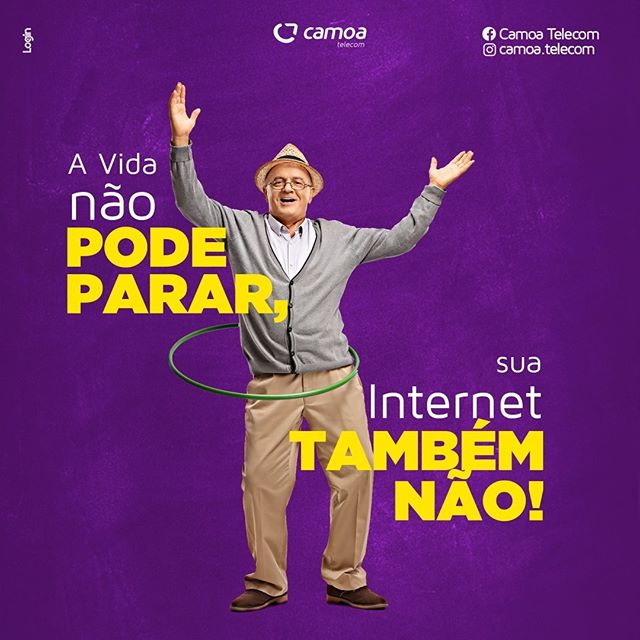 Login
camoa
telecom
Camoa Telecom
camoa.telecom
A Vida
não
PODE
PARAR,
sua
Internet
TAMBÉM
NÃO!